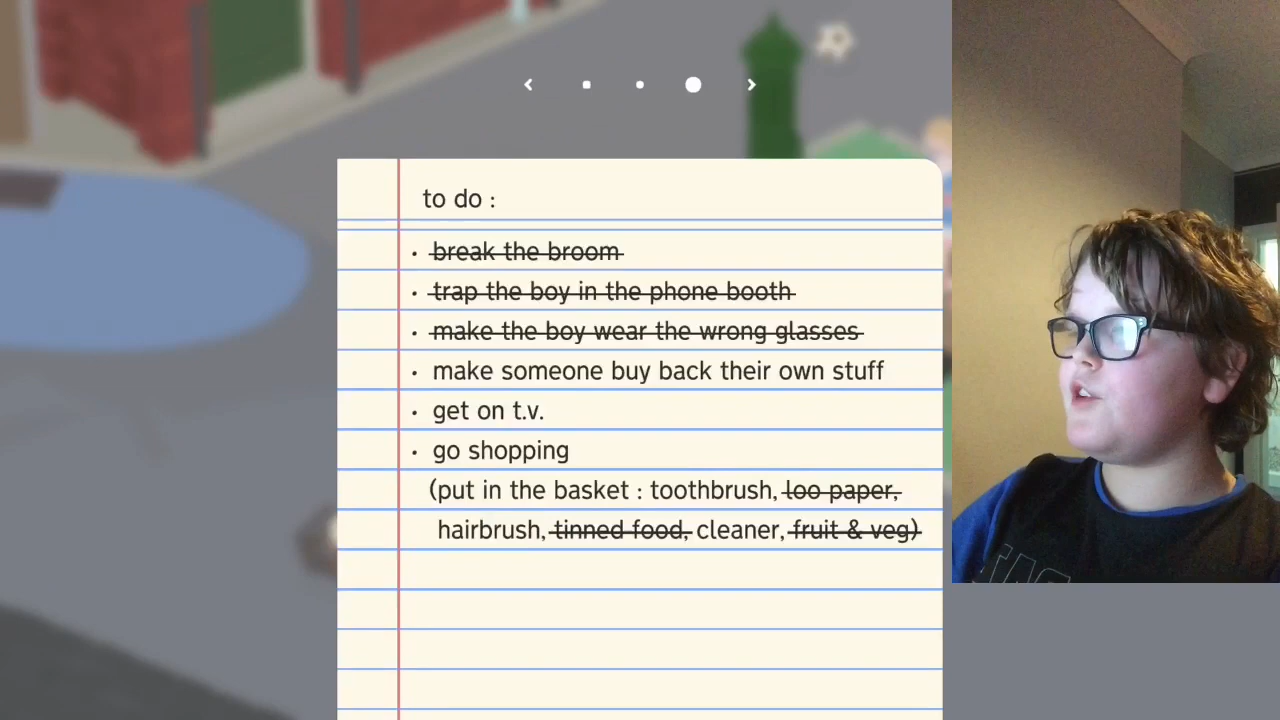 to do :
· break the broom
· trap the boy in the phone booth
· make the boy wear the wrong glasses
· make someone buy back their own stuff
· get on t.v.
· go shopping
(put in the basket : toothbrush, loo paper,
hairbrush, tinned food, cleaner, fruit & veg)